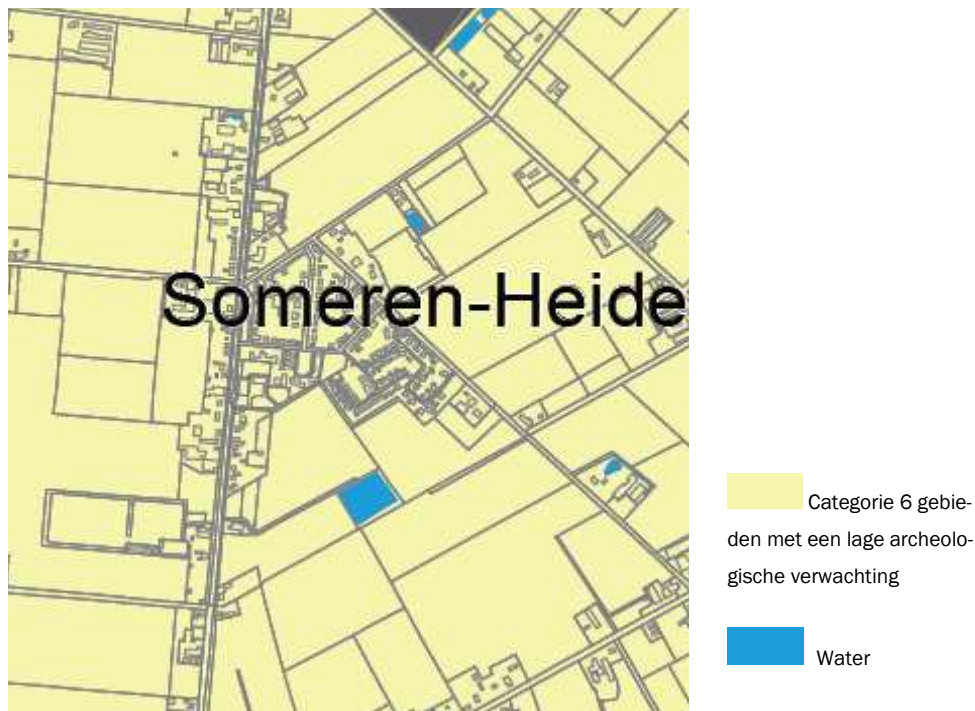 Someren-Heide
Categorie 6 gebie-
den met een lage archeolo-
gische verwachting
Water